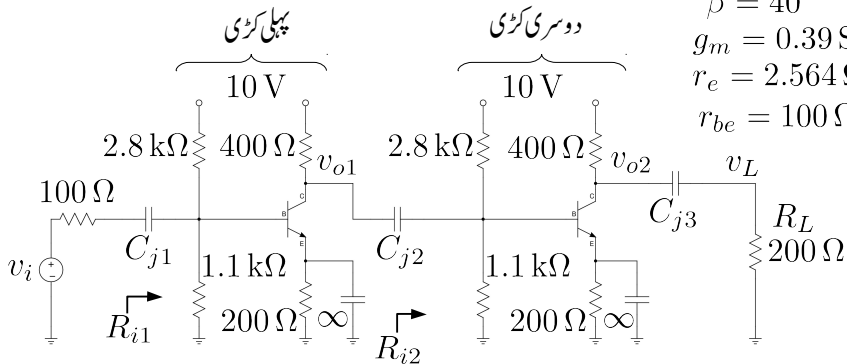 پہلی کڑی
دوسری کڑی
β = 40
g_m = 0.39 S
r_e = 2.564 Ω
r_be = 100 Ω
10 V
10 V
2.8 kΩ
400 Ω
v_o1
2.8 kΩ
400 Ω
v_o2
v_L
100 Ω
C
B
E
C
B
E
C_j1
C_j2
C_j3
R_L
200 Ω
v_i
1.1 kΩ
200 Ω
∞
1.1 kΩ
200 Ω
∞
R_i1
R_i2